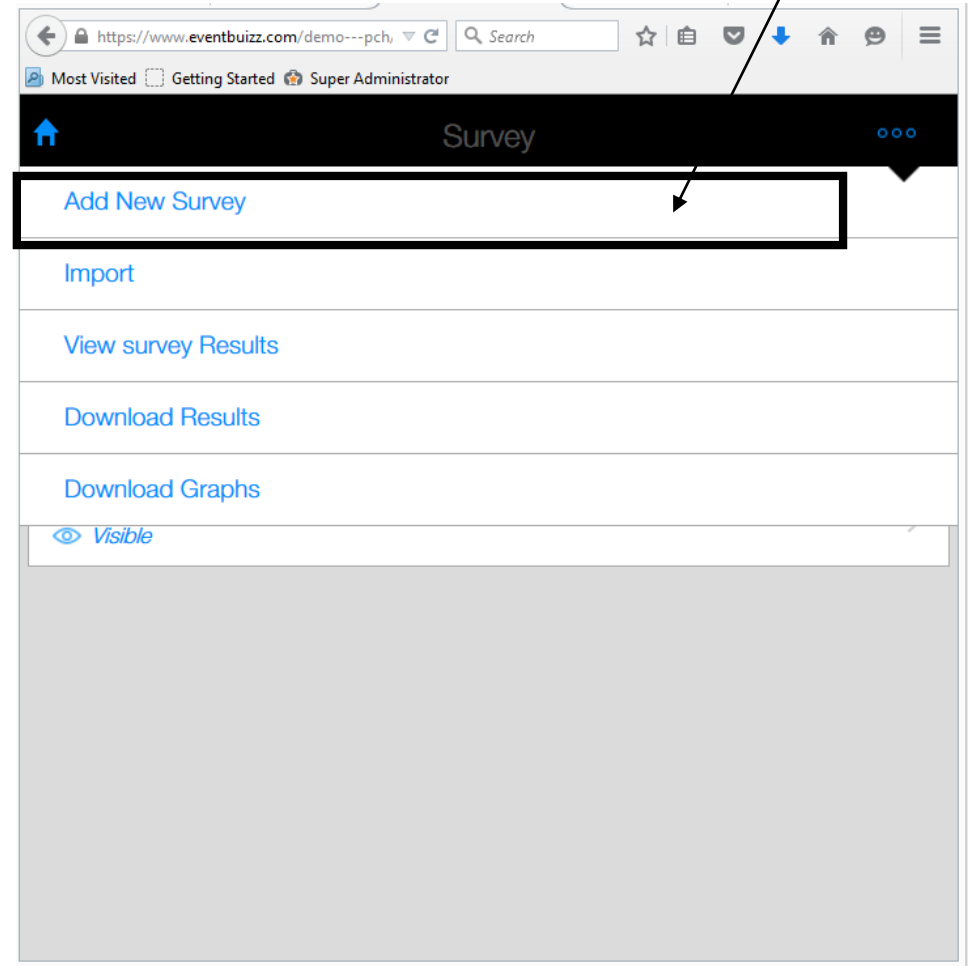 https://www.eventbuizz.com/demo---pch,
Search
Most Visited Getting Started Super Administrator
Survey
Add New Survey
Import
View survey Results
Download Results
Download Graphs
Visible